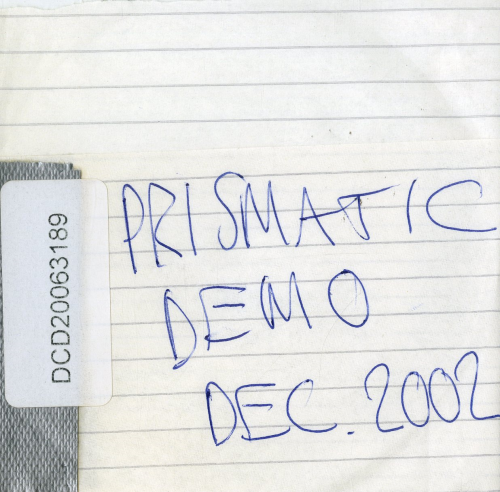 PRISMATIC
DEMO
DEC. 2002
DCD20063189